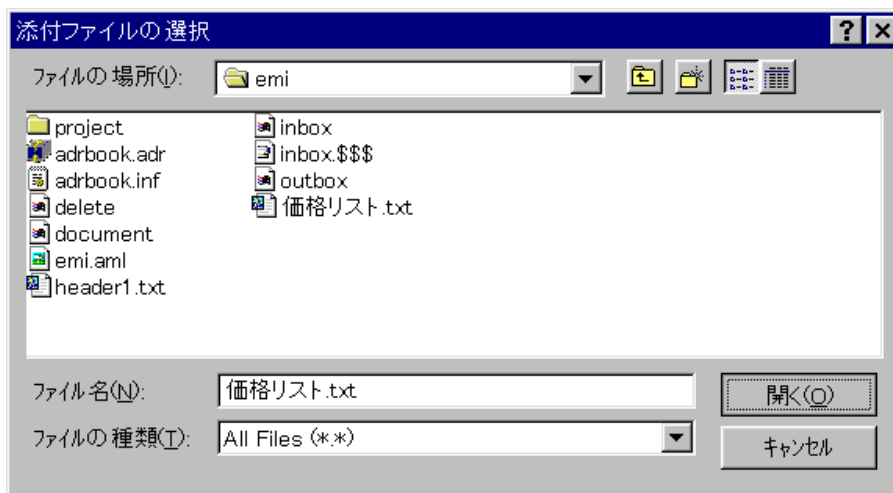 添付ファイルの選択
ファイルの場所(I): emi
project
adrbook.adr
adrbook.inf
delete
document
emi.aml
header1.txt
inbox
inbox.$$$
outbox
価格リスト.txt
ファイル名(N): 価格リスト.txt 開く(O)
ファイルの種類(T): All Files (*.*) キャンセル